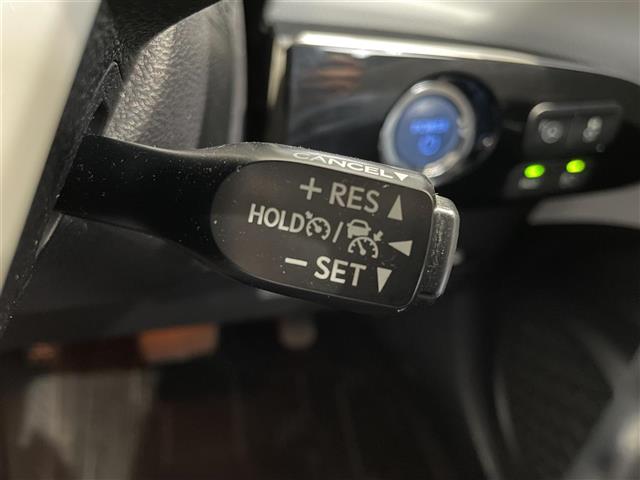 CANCEL▼
+ RES ▲
HOLD / ◀
− SET ▼